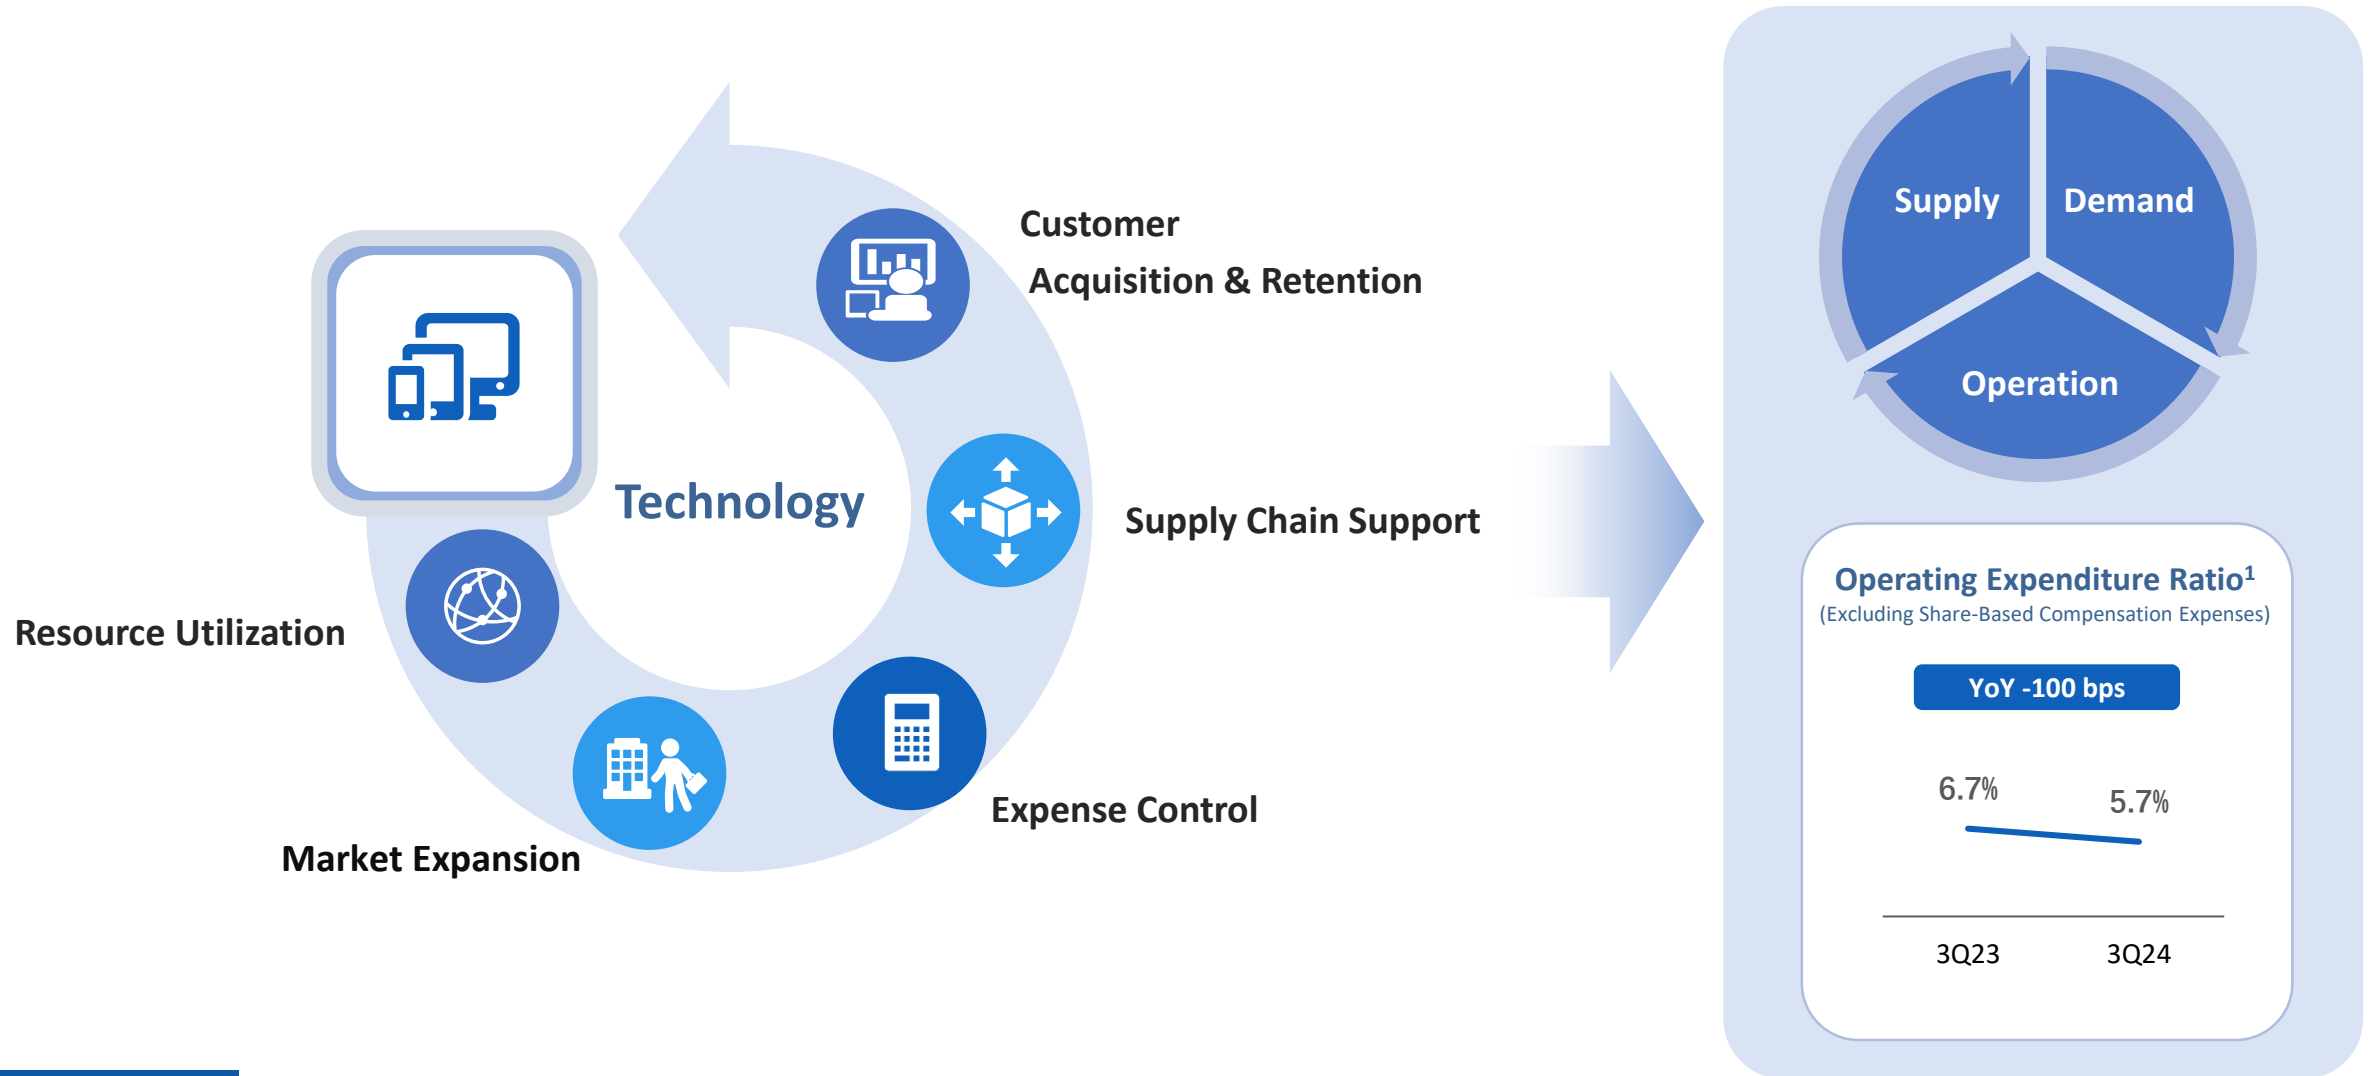 Customer
Acquisition & Retention
Technology
Supply Chain Support
Resource Utilization
Expense Control
Market Expansion
Supply
Demand
Operation
Operating Expenditure Ratio¹
(Excluding Share-Based Compensation Expenses)
YoY -100 bps
6.7%
5.7%
3Q23
3Q24